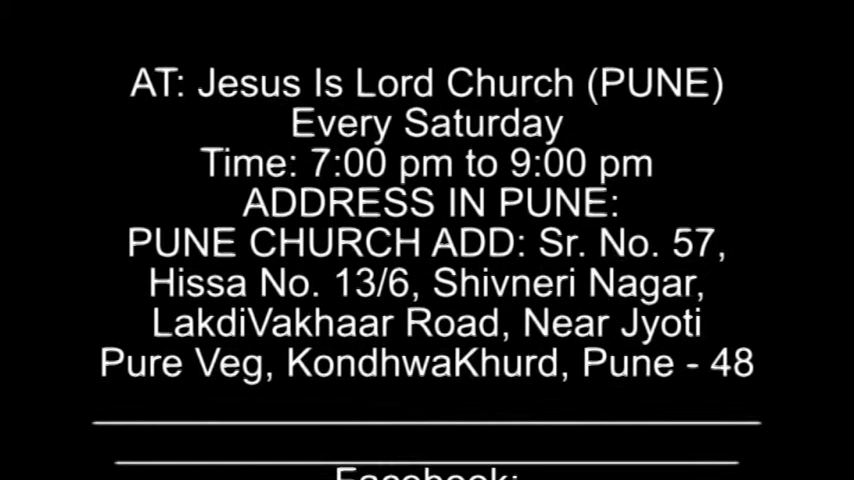 AT: Jesus Is Lord Church (PUNE)
Every Saturday
Time: 7:00 pm to 9:00 pm
ADDRESS IN PUNE:
PUNE CHURCH ADD: Sr. No. 57,
Hissa No. 13/6, Shivneri Nagar,
LakdiVakhaar Road, Near Jyoti
Pure Veg, KondhwaKhurd, Pune - 48
Facebook: